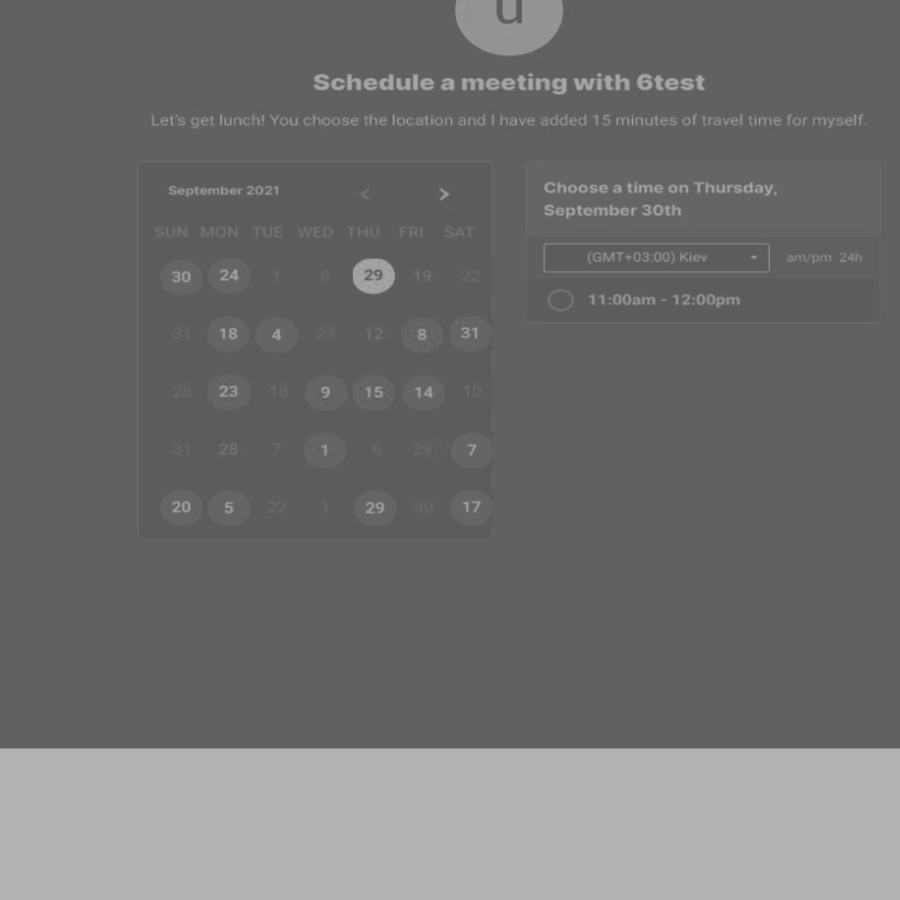 u
Schedule a meeting with 6test
Let's get lunch! You choose the location and I have added 15 minutes of travel time for myself.
September 2021 < >
SUN MON TUE WED THU FRI SAT
30 24 1 8 29 19 22
31 18 4 23 12 8 31
26 23 18 9 15 14 10
31 28 7 1 6 29 7
20 5 22 1 29 30 17
Choose a time on Thursday,
September 30th
(GMT+03:00) Kiev am/pm 24h
11:00am - 12:00pm